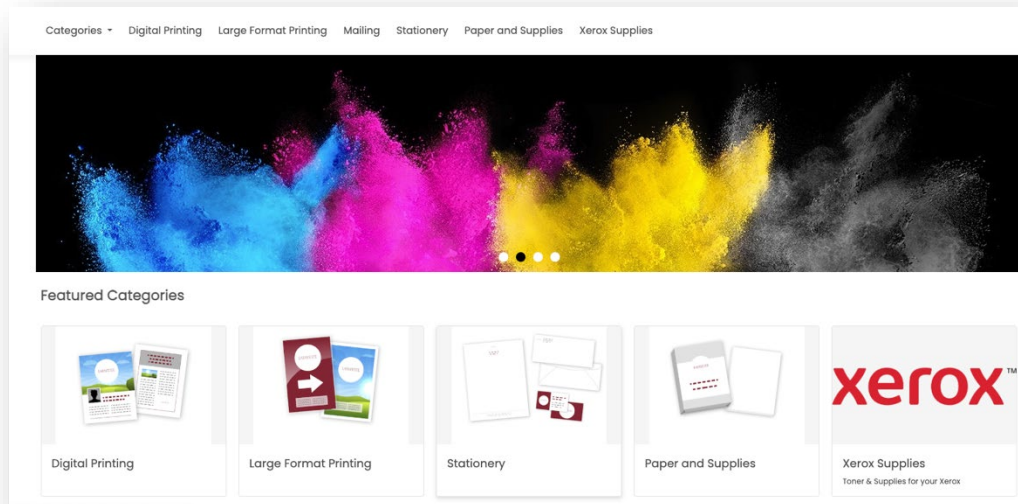 Categories Digital Printing Large Format Printing Mailing Stationery Paper and Supplies Xerox Supplies
Featured Categories
xerox™
Digital Printing
Large Format Printing
Stationery
Paper and Supplies
Xerox Supplies
Toner & Supplies for your Xerox